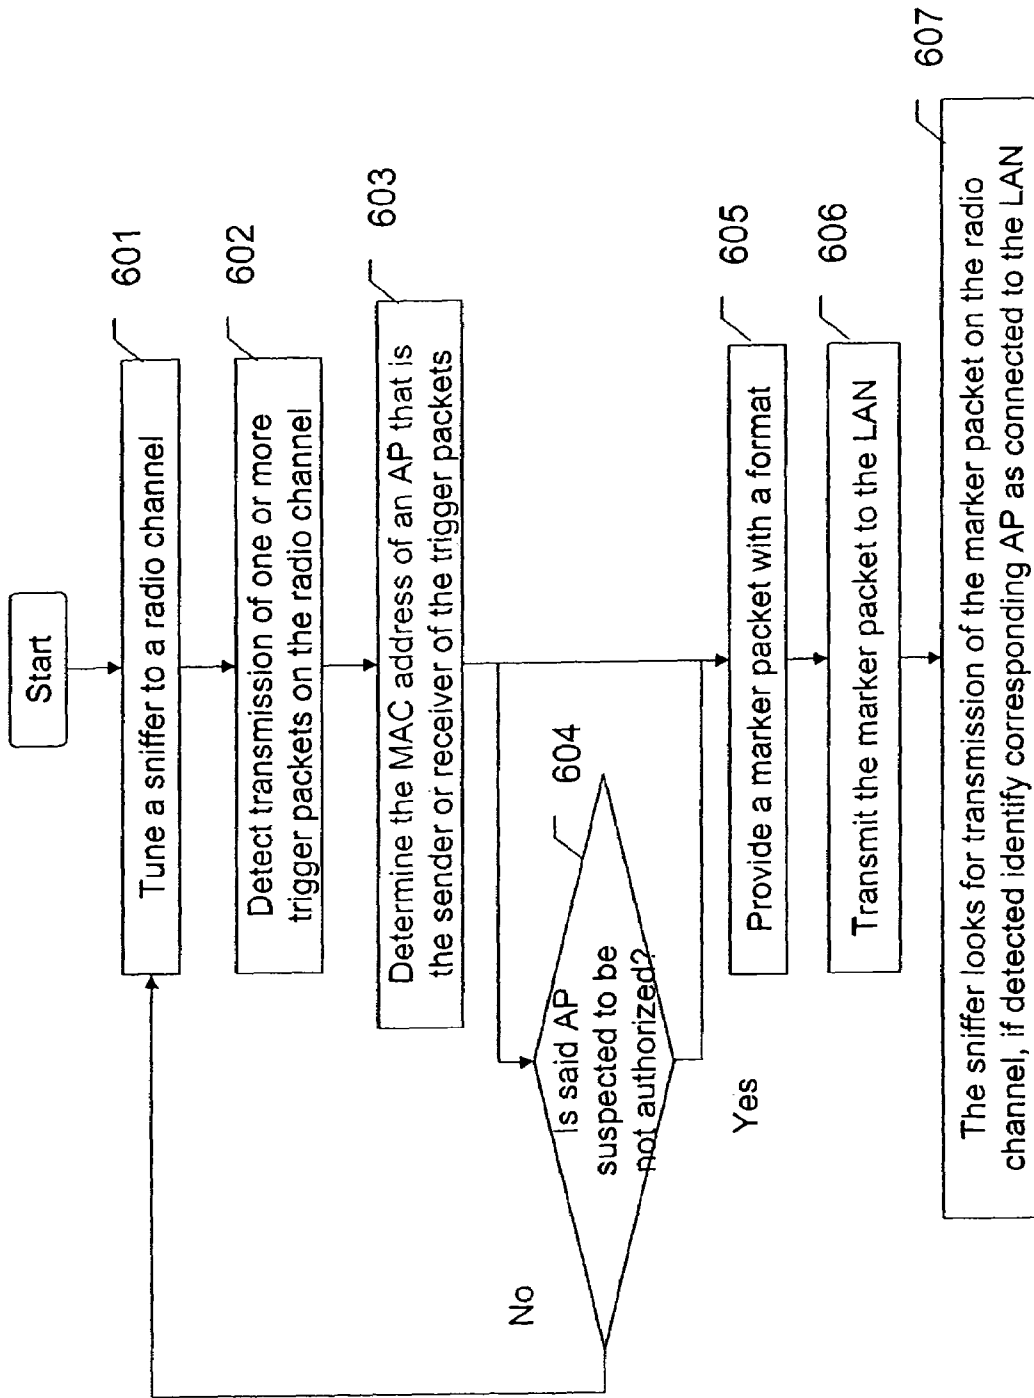 Start
601
Tune a sniffer to a radio channel
602
Detect transmission of one or more
trigger packets on the radio channel
603
Determine the MAC address of an AP that is
the sender or receiver of the trigger packets
604
Is said AP
suspected to be
not authorized?
No
Yes
605
Provide a marker packet with a format
606
Transmit the marker packet to the LAN
607
The sniffer looks for transmission of the marker packet on the radio
channel, if detected identify corresponding AP as connected to the LAN